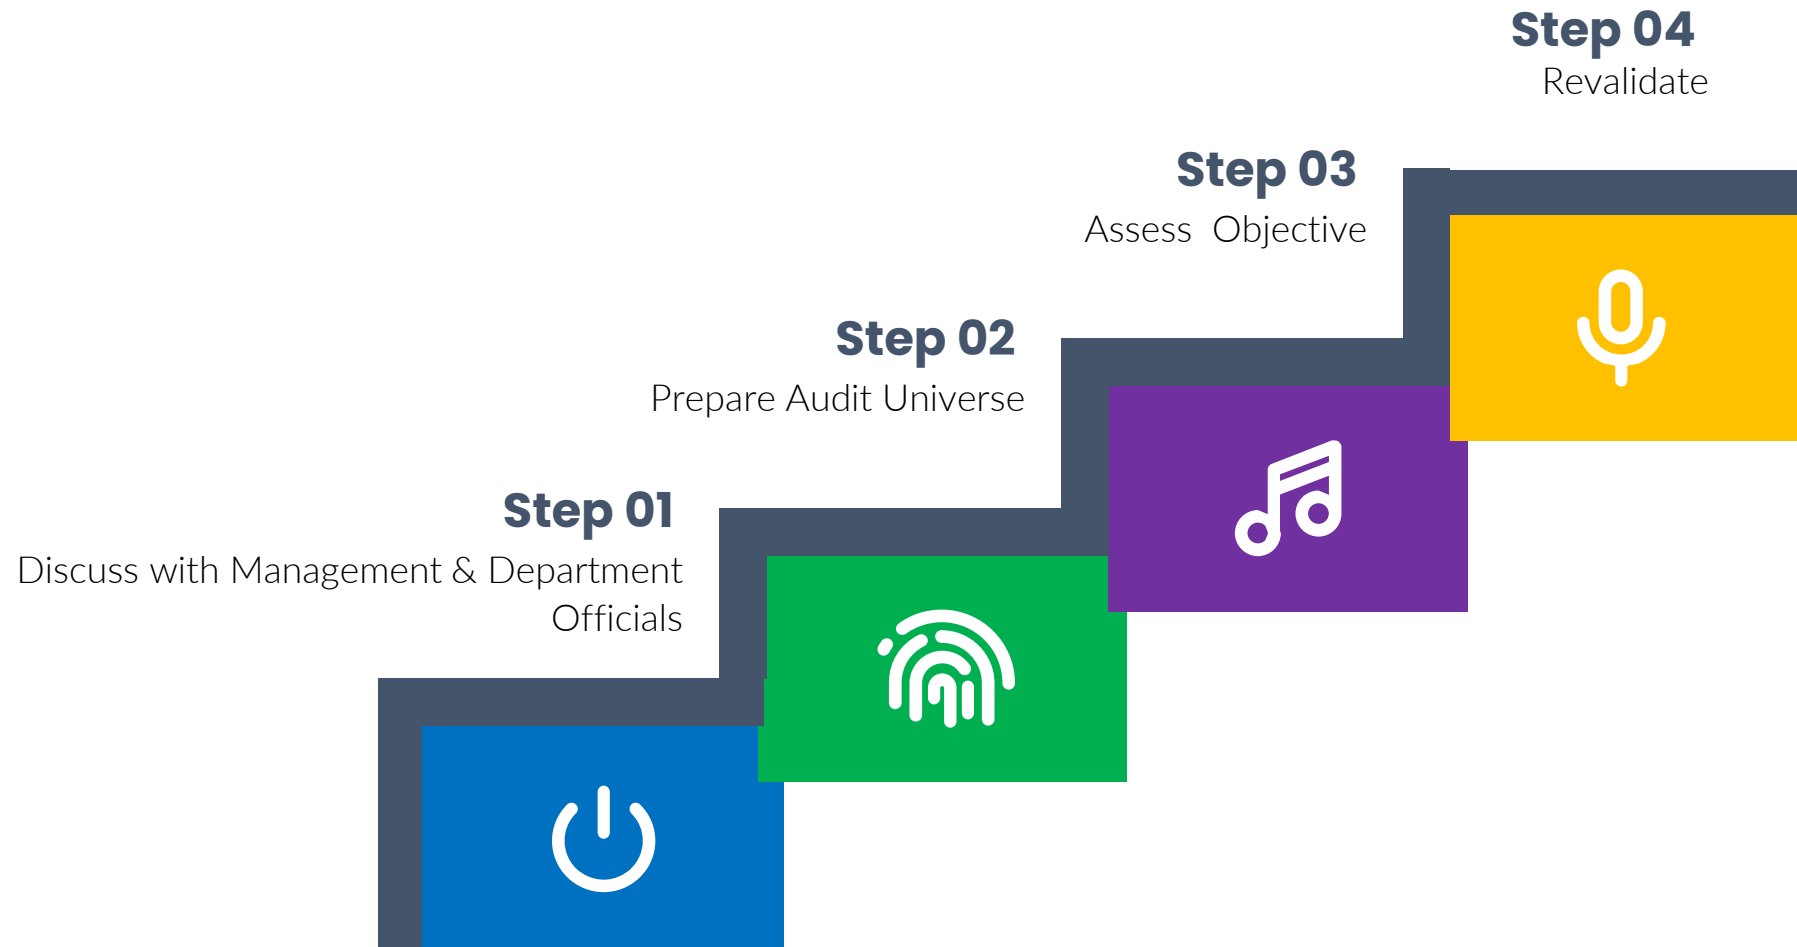 Step 04
Revalidate
Step 03
Assess  Objective
Step 02
Prepare Audit Universe
Step 01
Discuss with Management & Department
Officials